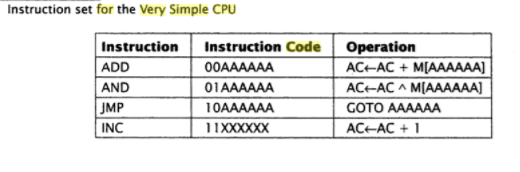 Instruction set for the Very Simple CPU
Instruction Instruction Code Operation
ADD 00AAAAAA AC←AC + M[AAAAAA]
AND 01AAAAAA AC←AC ^ M[AAAAAA]
JMP 10AAAAAA GOTO AAAAAA
INC 11XXXXXX AC←AC + 1